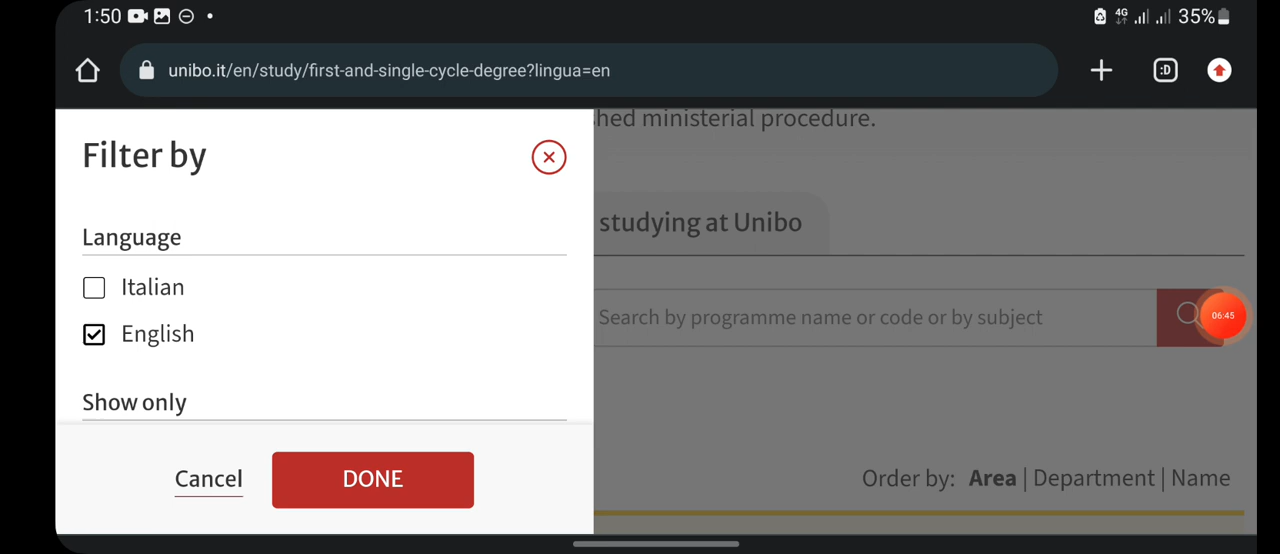 1:50
4G
35%
unibo.it/en/study/first-and-single-cycle-degree?lingua=en
:D
Filter by
hed ministerial procedure.
studying at Unibo
Language
Italian
English
Search by programme name or code or by subject
06:45
Show only
Cancel
DONE
Order by: Area | Department | Name